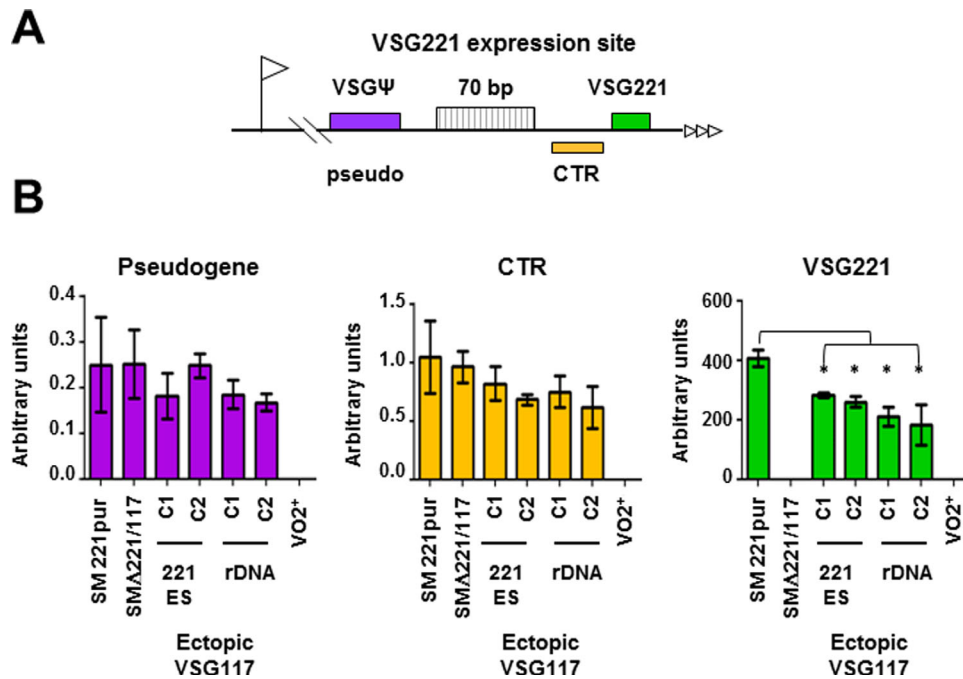 A
VSG221 expression site
VSGΨ 70 bp VSG221
pseudo CTR
B
Pseudogene
Arbitrary units
0.4
0.3
0.2
0.1
0.0
SM 221pur
SMΔ221/117
C1
C2
C1
C2
VO2⁺
221
ES
rDNA
Ectopic
VSG117
CTR
Arbitrary units
1.5
1.0
0.5
0.0
SM 221pur
SMΔ221/117
C1
C2
C1
C2
VO2⁺
221
ES
rDNA
Ectopic
VSG117
VSG221
Arbitrary units
600
400
200
0
* * * *
SM 221pur
SMΔ221/117
C1
C2
C1
C2
VO2⁺
221
ES
rDNA
Ectopic
VSG117